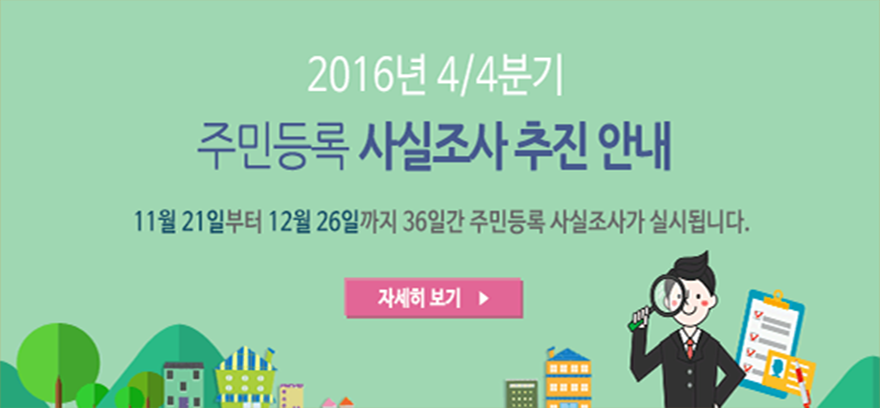 2016년 4/4분기
주민등록 사실조사 추진 안내
11월 21일부터 12월 26일까지 36일간 주민등록 사실조사가 실시됩니다.
자세히 보기